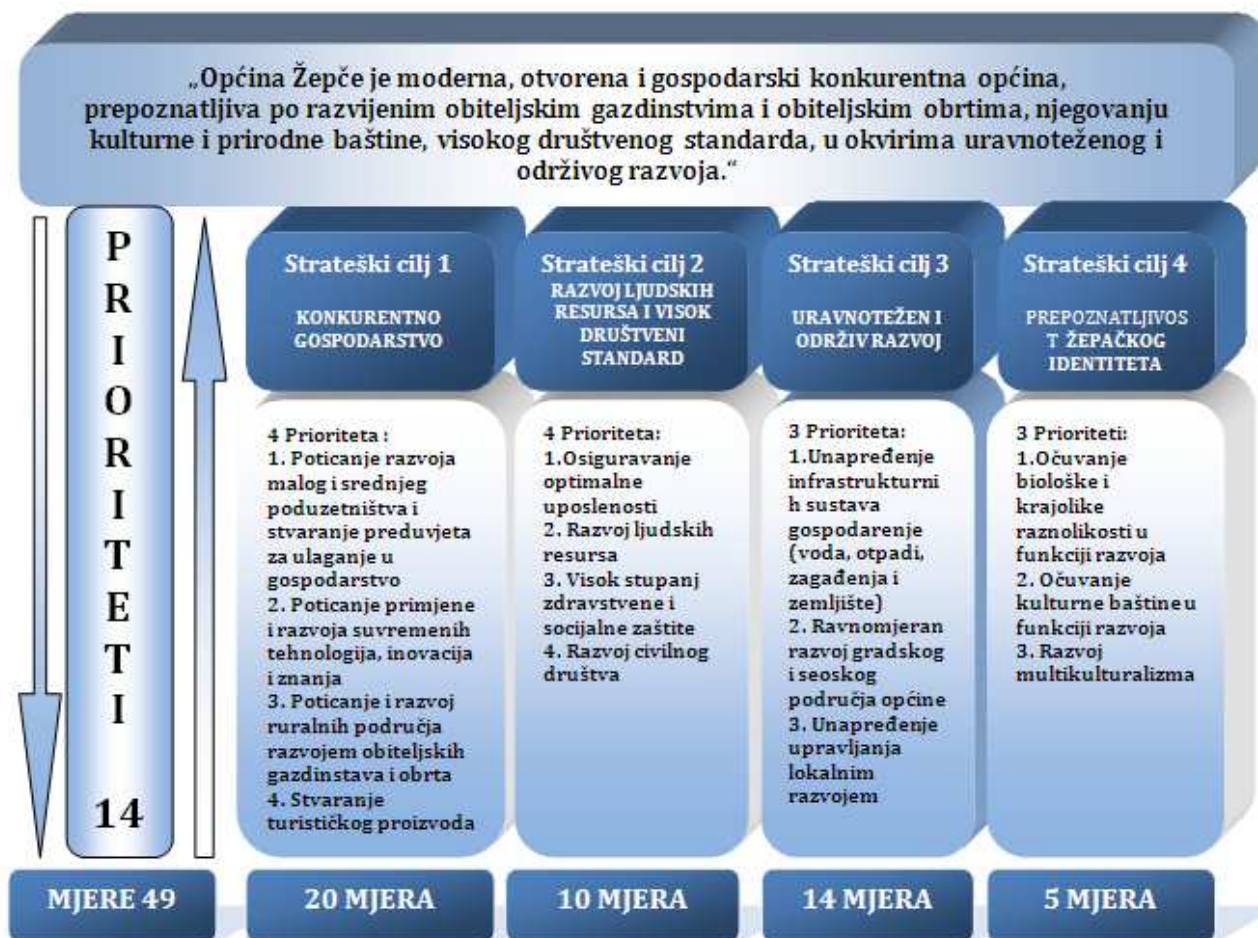 „Općina Žepče je moderna, otvorena i gospodarski konkurentna općina,
prepoznatljiva po razvijenim obiteljskim gazdinstvima i obiteljskim obrtima, njegovanju
kulturne i prirodne baštine, visokog društvenog standarda, u okvirima uravnoteženog i
održivog razvoja.“
P
R
I
O
R
I
T
E
T
I
14
MJERE 49
Strateški cilj 1
KONKURENTNO
GOSPODARSTVO
4 Prioriteta :
1. Poticanje razvoja
malog i srednjeg
poduzetništva i
stvaranje preduvjeta
za ulaganje u
gospodarstvo
2. Poticanje primjene
i razvoja suvremenih
tehnologija, inovacija
i znanja
3. Poticanje i razvoj
ruralnih područja
razvojem obiteljskih
gazdinstava i obrta
4. Stvaranje
turističkog proizvoda
20 MJERA
Strateški cilj 2
RAZVOJ LJUDSKIH
RESURSA I VISOK
DRUŠTVENI
STANDARD
4 Prioriteta:
1.Osiguravanje
optimalne
uposlenosti
2. Razvoj ljudskih
resursa
3. Visok stupanj
zdravstvene i
socijalne zaštite
4. Razvoj civilnog
društva
10 MJERA
Strateški cilj 3
URAVNOTEŽEN I
ODRŽIV RAZVOJ
3 Prioriteta:
1.Unapređenje
infrastrukturni
h sustava
gospodarenje
(voda, otpadi,
zagađenja i
zemljište)
2. Ravnomjeran
razvoj gradskog
i seoskog
područja općine
3. Unapređenje
upravljanja
lokalnim
razvojem
14 MJERA
Strateški cilj 4
PREPOZNATLJIVOS
T ŽEPAČKOG
IDENTITETA
3 Prioriteti:
1.Očuvanje
biološke i
krajolike
raznolikosti u
funkciji razvoja
2. Očuvanje
kulturne baštine u
funkciji razvoja
3. Razvoj
multikulturalizma
5 MJERA